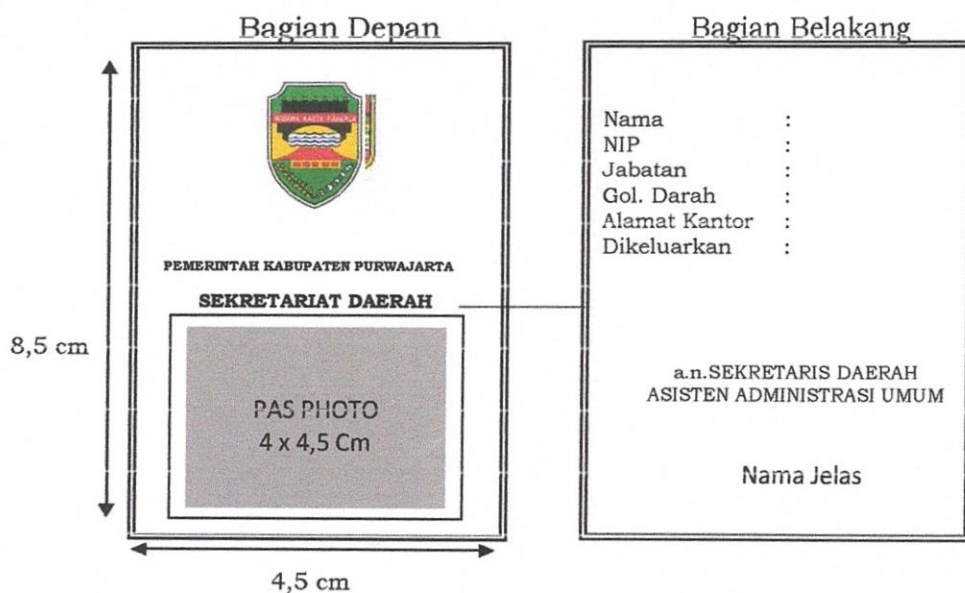 Bagian Depan
PEMERINTAH KABUPATEN PURWAJARTA
SEKRETARIAT DAERAH
PAS PHOTO
4 x 4,5 Cm
8,5 cm
4,5 cm
Bagian Belakang
Nama :
NIP :
Jabatan :
Gol. Darah :
Alamat Kantor :
Dikeluarkan :
a.n.SEKRETARIS DAERAH
ASISTEN ADMINISTRASI UMUM
Nama Jelas